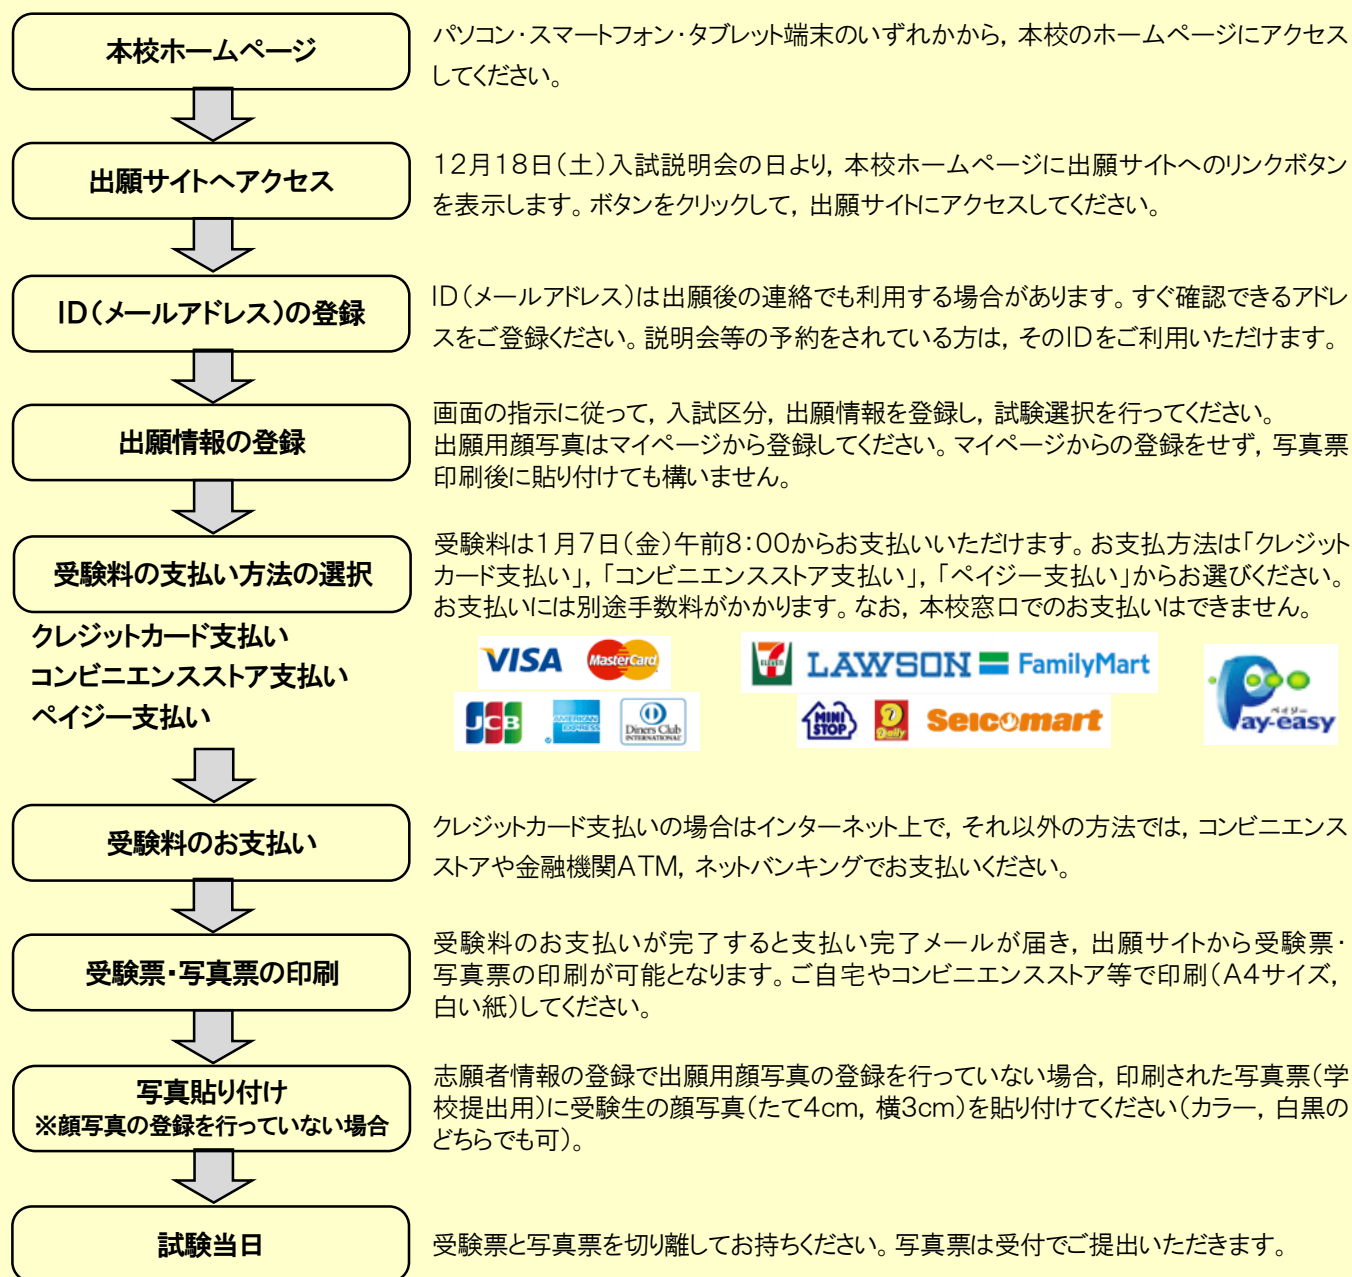 本校ホームページ
パソコン・スマートフォン・タブレット端末のいずれかから，本校のホームページにアクセス
してください。
出願サイトへアクセス
１２月１８日（土）入試説明会の日より，本校ホームページに出願サイトへのリンクボタン
を表示します。ボタンをクリックして，出願サイトにアクセスしてください。
ＩＤ（メールアドレス）の登録
ＩＤ（メールアドレス）は出願後の連絡でも利用する場合があります。すぐ確認できるアドレ
スをご登録ください。説明会等の予約をされている方は，そのＩＤをご利用いただけます。
出願情報の登録
画面の指示に従って，入試区分，出願情報を登録し，試験選択を行ってください。
出願用顔写真はマイページから登録してください。マイページからの登録をせず，写真票
印刷後に貼り付けても構いません。
受験料の支払い方法の選択
受験料は１月７日（金）午前８：００からお支払いいただけます。お支払方法は「クレジット
カード支払い」，「コンビニエンスストア支払い」，「ペイジー支払い」からお選びください。
お支払いには別途手数料がかかります。なお，本校窓口でのお支払いはできません。
クレジットカード支払い
コンビニエンスストア支払い
ペイジー支払い
VISA MasterCard
JCB AMERICAN EXPRESS Diners Club INTERNATIONAL
7 ELEVEN LAWSON FamilyMart
MINI STOP Daily Seicomart
ペイジー
Pay-easy
受験料のお支払い
クレジットカード支払いの場合はインターネット上で，それ以外の方法では，コンビニエンス
ストアや金融機関ＡＴＭ，ネットバンキングでお支払いください。
受験票・写真票の印刷
受験料のお支払いが完了すると支払い完了メールが届き，出願サイトから受験票・
写真票の印刷が可能となります。ご自宅やコンビニエンスストア等で印刷（Ａ４サイズ，
白い紙）してください。
写真貼り付け
※顔写真の登録を行っていない場合
志願者情報の登録で出願用顔写真の登録を行っていない場合，印刷された写真票（学
校提出用）に受験生の顔写真（たて４cm，横３cm）を貼り付けてください（カラー，白黒の
どちらでも可）。
試験当日
受験票と写真票を切り離してお持ちください。写真票は受付でご提出いただきます。